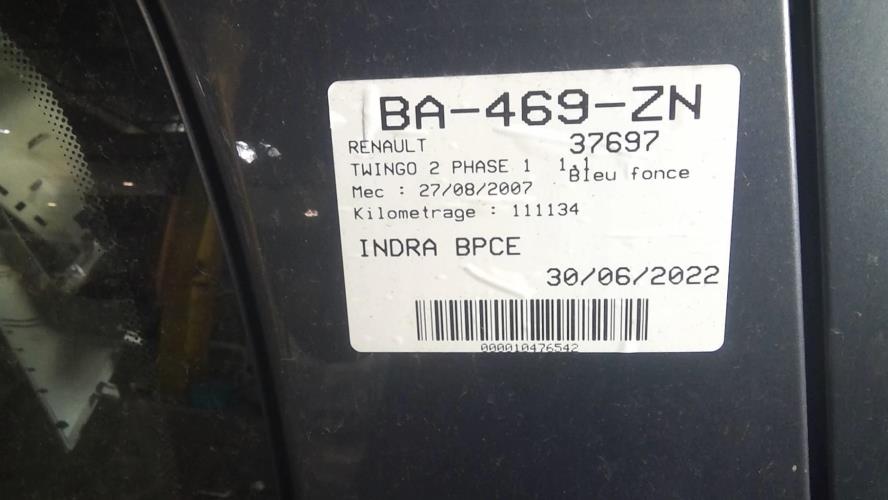 BA-469-ZN
RENAULT 37697
TWINGO 2 PHASE 1 1.1 Bleu fonce
Mec : 27/08/2007
Kilometrage : 111134
INDRA BPCE
30/06/2022
000010476542